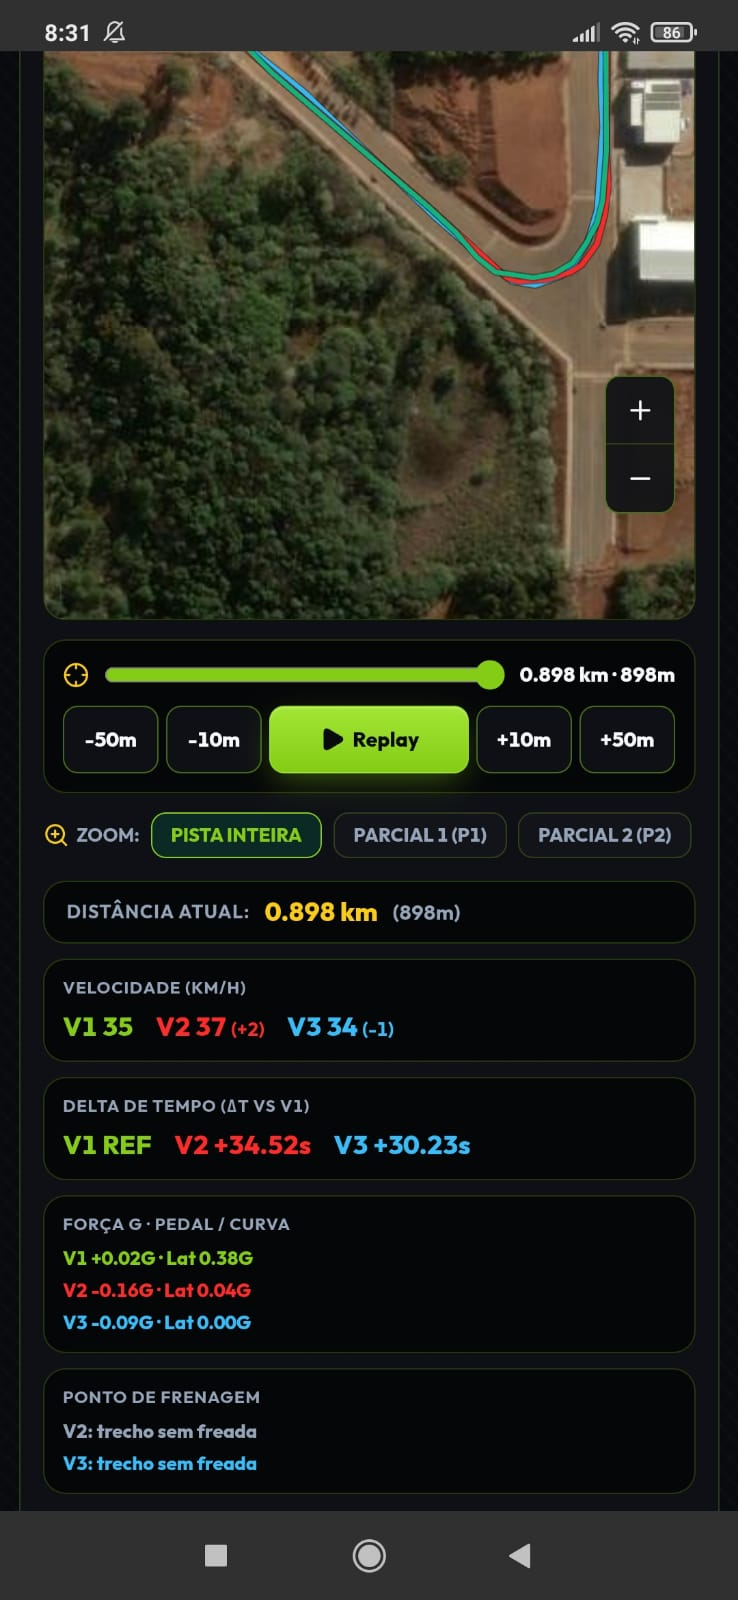 8:31
86
+
−
0.898 km · 898m
-50m
-10m
Replay
+10m
+50m
ZOOM:
PISTA INTEIRA
PARCIAL 1 (P1)
PARCIAL 2 (P2)
DISTÂNCIA ATUAL: 0.898 km (898m)
VELOCIDADE (KM/H)
V1 35 V2 37 (+2) V3 34 (-1)
DELTA DE TEMPO (ΔT VS V1)
V1 REF V2 +34.52s V3 +30.23s
FORÇA G · PEDAL / CURVA
V1 +0.02G · Lat 0.38G
V2 -0.16G · Lat 0.04G
V3 -0.09G · Lat 0.00G
PONTO DE FRENAGEM
V2: trecho sem freada
V3: trecho sem freada